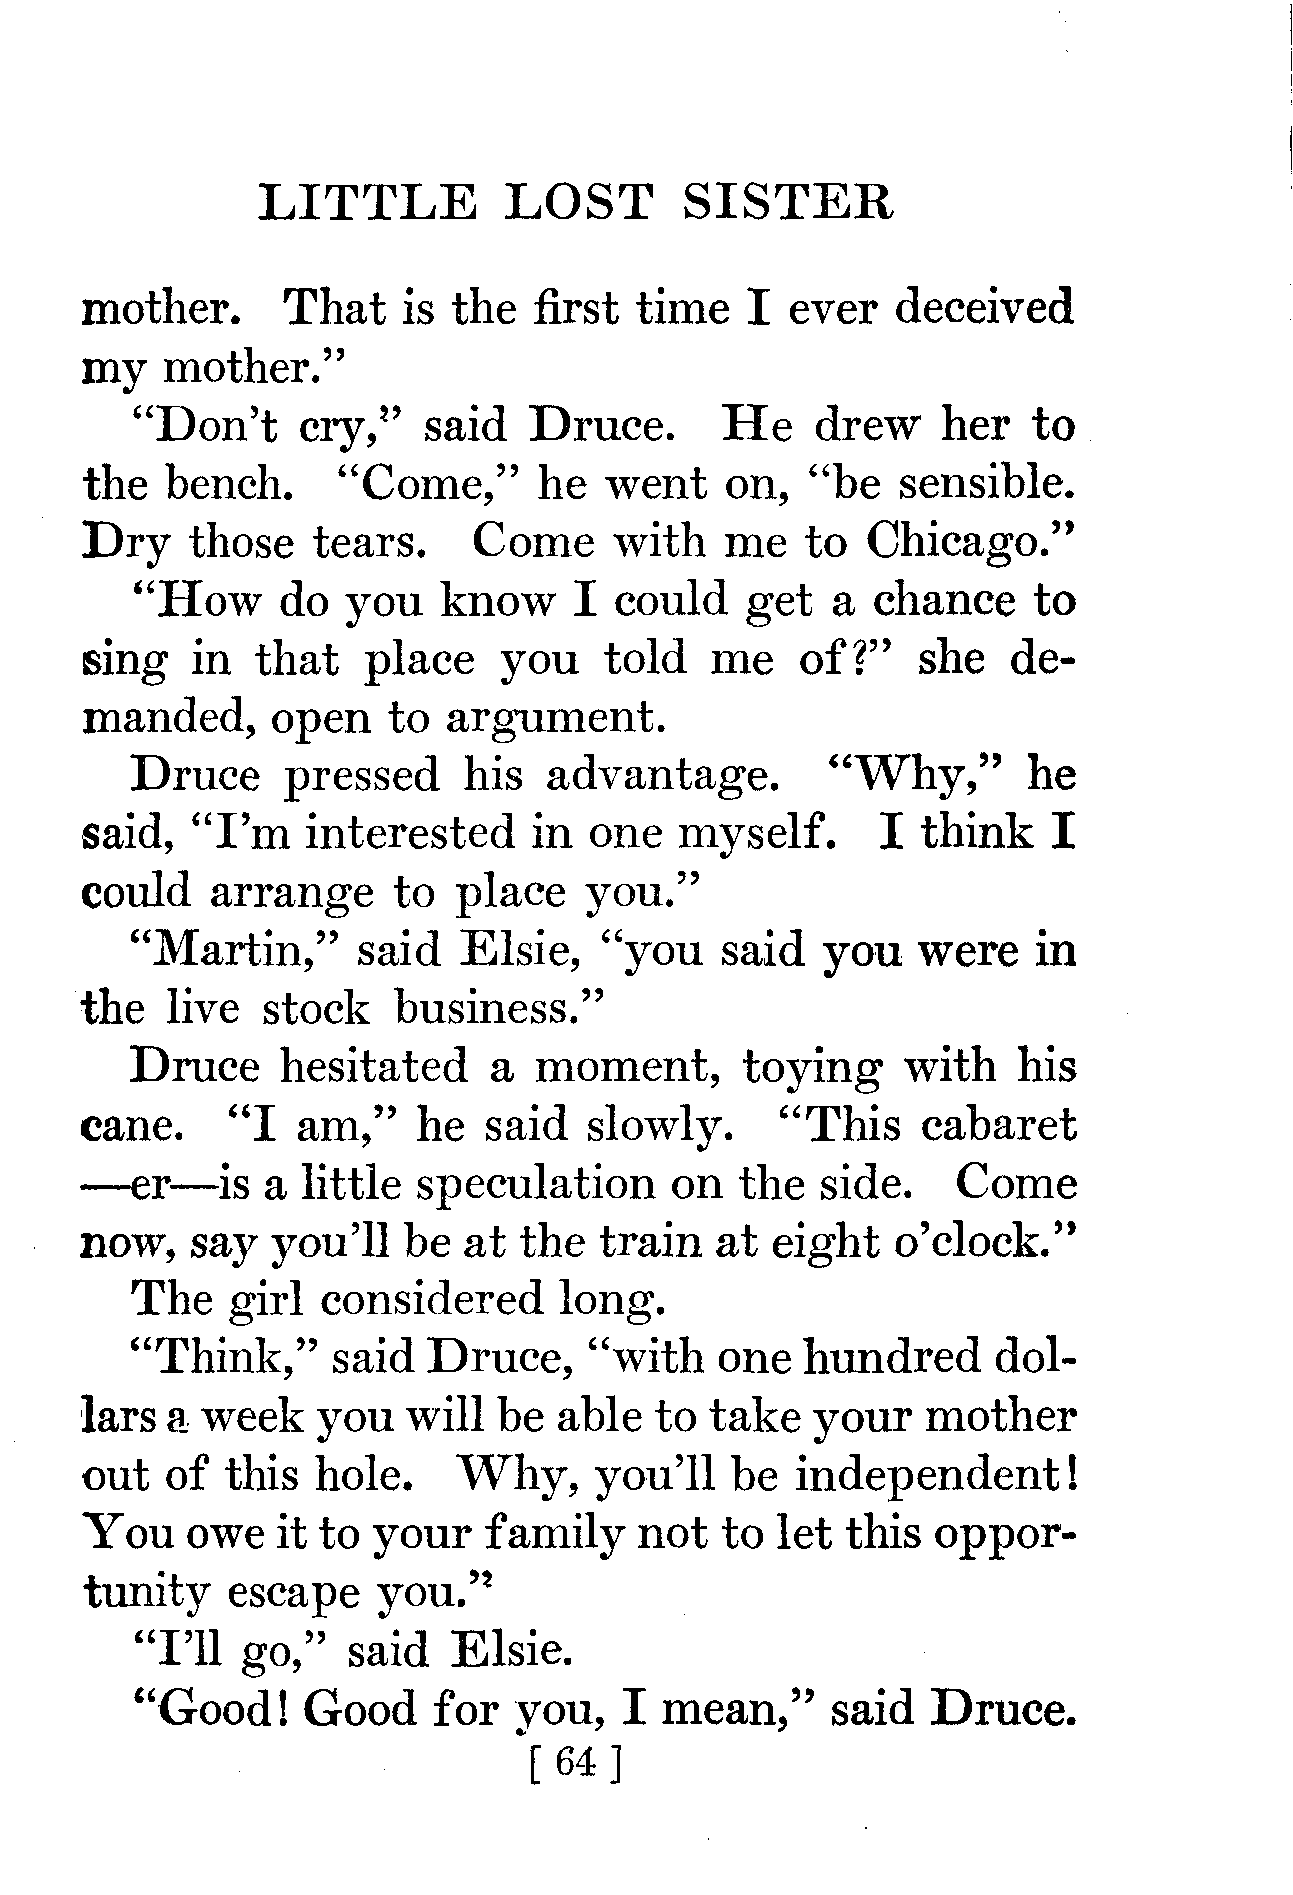 LITTLE LOST SISTER
mother. That is the first time I ever deceived
my mother."
"Don't cry," said Druce. He drew her to
the bench. "Come," he went on, "be sensible.
Dry those tears. Come with me to Chicago."
"How do you know I could get a chance to
sing in that place you told me of?" she de-
manded, open to argument.
Druce pressed his advantage. "Why," he
said, "I'm interested in one myself. I think I
could arrange to place you."
"Martin," said Elsie, "you said you were in
the live stock business."
Druce hesitated a moment, toying with his
cane. "I am," he said slowly. "This cabaret
—er—is a little speculation on the side. Come
now, say you'll be at the train at eight o'clock."
The girl considered long.
"Think," said Druce, "with one hundred dol-
lars a week you will be able to take your mother
out of this hole. Why, you'll be independent!
You owe it to your family not to let this oppor-
tunity escape you."
"I'll go," said Elsie.
"Good! Good for you, I mean," said Druce.
[ 64 ]